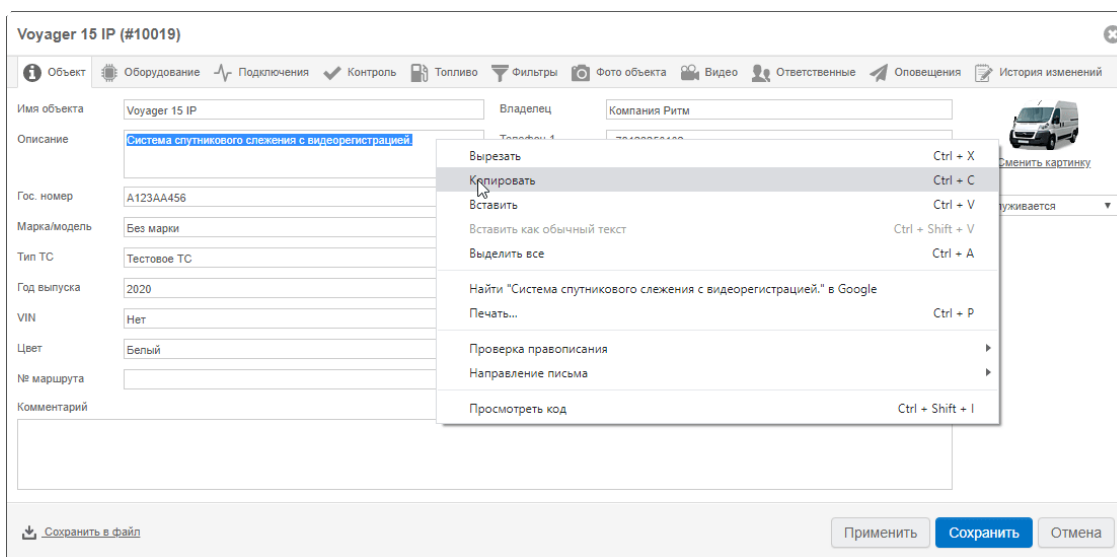 Voyager 15 IP (#10019)
Объект Оборудование Подключения Контроль Топливо Фильтры Фото объекта Видео Ответственные Оповещения История изменений
Имя объекта Voyager 15 IP Владелец Компания Ритм
Описание Система спутникового слежения с видеорегистрацией. Телефон 1
Сменить картинку
Гос. номер A123AA456
Марка/модель Без марки
Тип ТС Тестовое ТС
Год выпуска 2020
VIN Нет
Цвет Белый
№ маршрута
Комментарий
Вырезать Ctrl + X
Копировать Ctrl + C
Вставить Ctrl + V
Вставить как обычный текст Ctrl + Shift + V
Выделить все Ctrl + A
Найти "Система спутникового слежения с видеорегистрацией." в Google
Печать... Ctrl + P
Проверка правописания
Направление письма
Просмотреть код Ctrl + Shift + I
Сохранить в файл Применить Сохранить Отмена